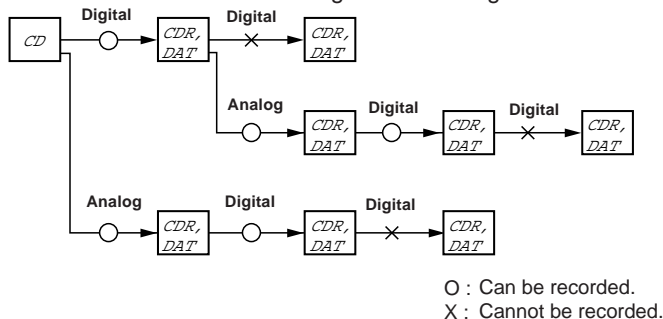 Digital Digital
CD CDR, CDR,
DAT DAT
Analog Digital Digital
CDR, CDR, CDR,
DAT DAT DAT
Analog Digital Digital
CDR, CDR, CDR,
DAT DAT DAT
O : Can be recorded.
X : Cannot be recorded.